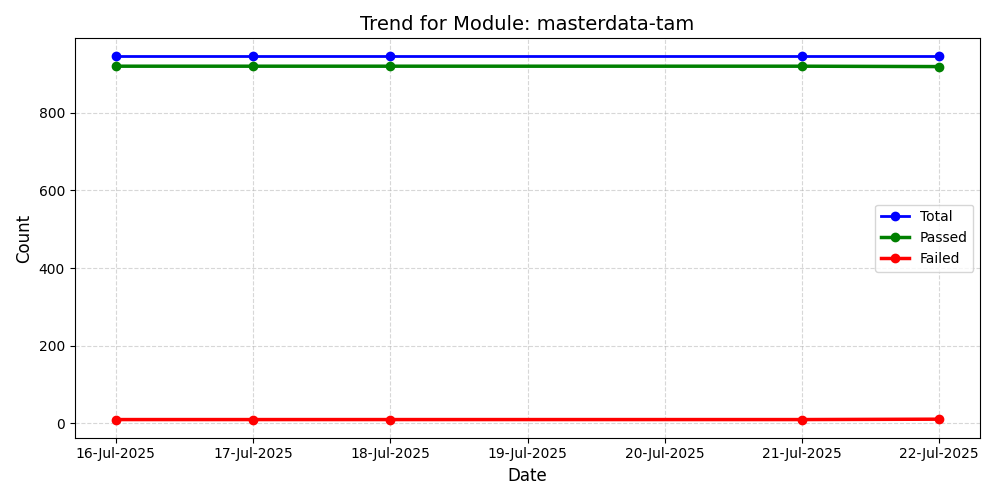 Trend for Module: masterdata-tam
800
600
400
200
0
Count
Total
Passed
Failed
16-Jul-2025 17-Jul-2025 18-Jul-2025 19-Jul-2025 20-Jul-2025 21-Jul-2025 22-Jul-2025
Date